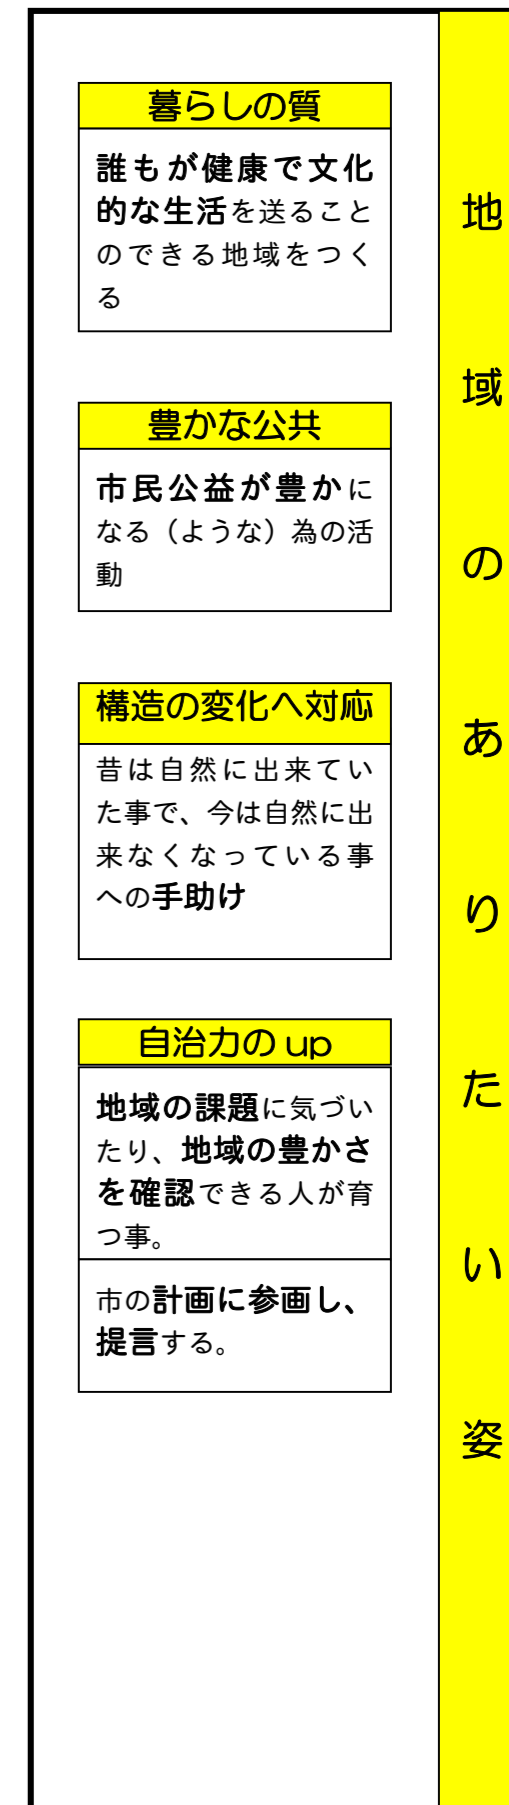 暮らしの質
誰もが健康で文化
的な生活を送ること
のできる地域をつく
る
豊かな公共
市民公益が豊かに
なる（ような）為の活
動
構造の変化へ対応
昔は自然に出来てい
た事で、今は自然に出
来なくなっている事
への手助け
自治力の up
地域の課題に気づい
たり、地域の豊かさ
を確認できる人が育
つ事。
市の計画に参画し、
提言する。
地域のありたい姿